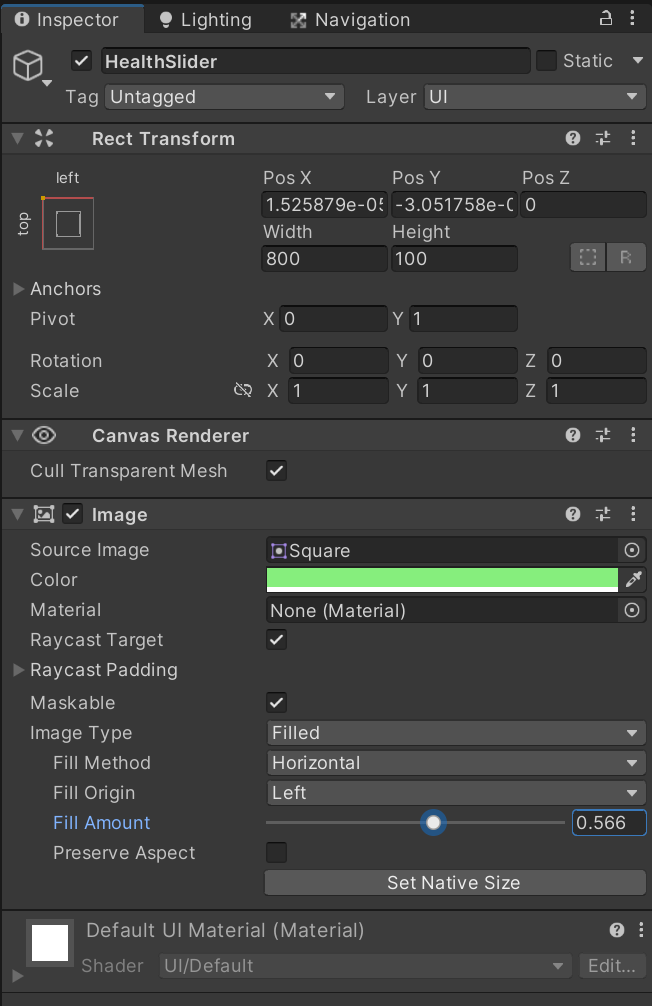 Inspector Lighting Navigation
HealthSlider Static
Tag Untagged Layer UI
Rect Transform
left
Pos X Pos Y Pos Z
top
1.525879e-05 -3.051758e-0 0
Width Height
800 100 R
Anchors
Pivot X 0 Y 1
Rotation X 0 Y 0 Z 0
Scale X 1 Y 1 Z 1
Canvas Renderer
Cull Transparent Mesh
Image
Source Image Square
Color
Material None (Material)
Raycast Target
Raycast Padding
Maskable
Image Type Filled
Fill Method Horizontal
Fill Origin Left
Fill Amount 0.566
Preserve Aspect
Set Native Size
Default UI Material (Material)
Shader UI/Default Edit...